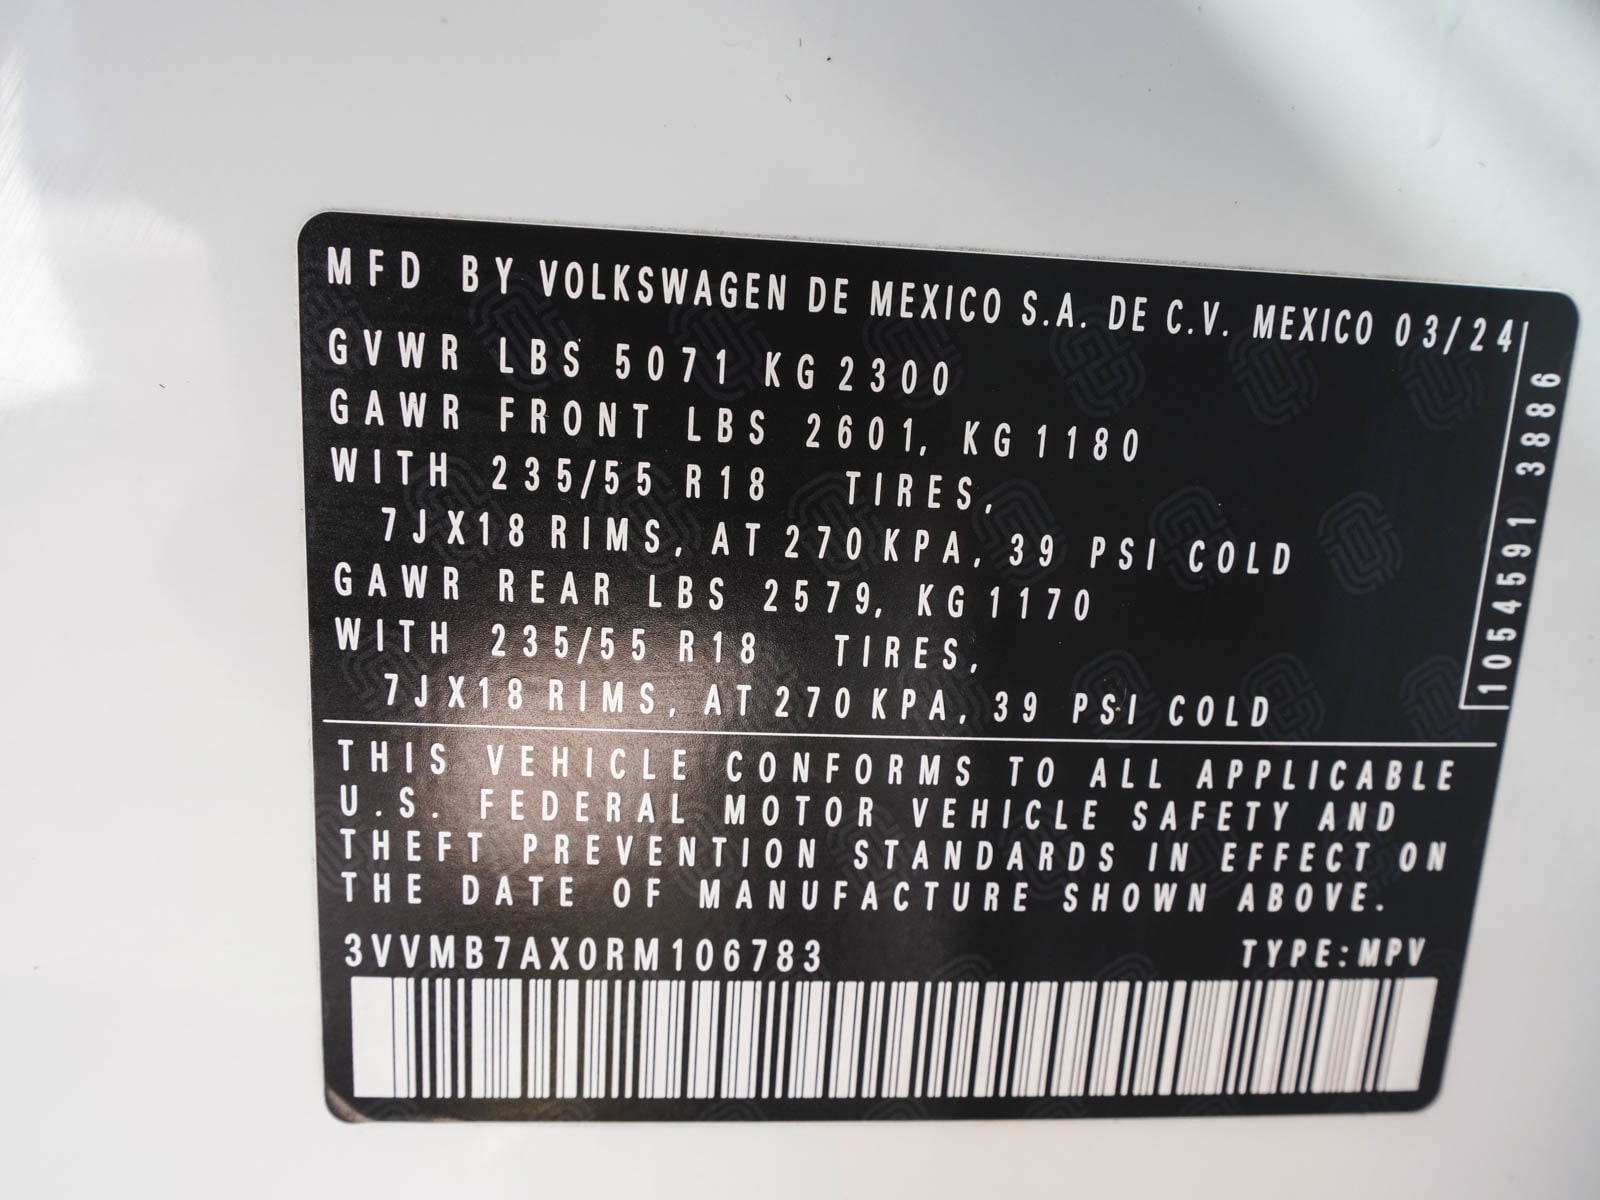 MFD BY VOLKSWAGEN DE MEXICO S.A. DE C.V. MEXICO 03/24
GVWR LBS 5071 KG 2300
GAWR FRONT LBS 2601, KG 1180
WITH 235/55 R18 TIRES,
7JX18 RIMS, AT 270 KPA, 39 PSI COLD
GAWR REAR LBS 2579, KG 1170
WITH 235/55 R18 TIRES,
7JX18 RIMS, AT 270 KPA, 39 PSI COLD
1054591 3886
THIS VEHICLE CONFORMS TO ALL APPLICABLE
U.S. FEDERAL MOTOR VEHICLE SAFETY AND
THEFT PREVENTION STANDARDS IN EFFECT ON
THE DATE OF MANUFACTURE SHOWN ABOVE.
3VVMB7AX0RM106783 TYPE: MPV